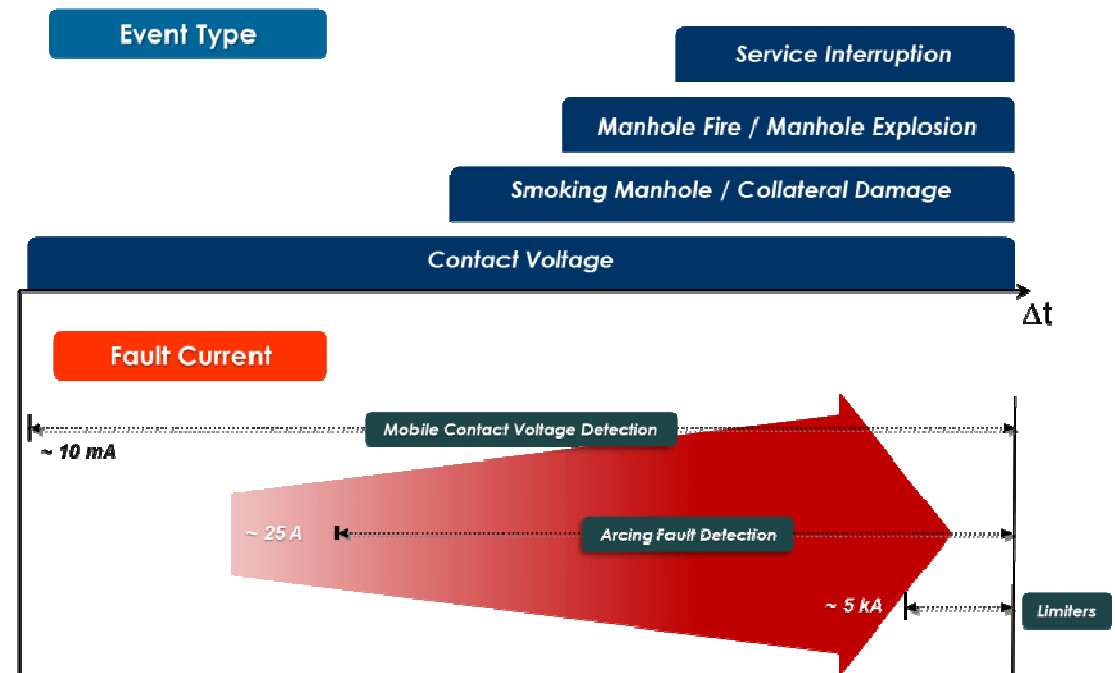 Event Type
Service Interruption
Manhole Fire / Manhole Explosion
Smoking Manhole / Collateral Damage
Contact Voltage
Δt
Fault Current
Mobile Contact Voltage Detection
~ 10 mA
~ 25 A
Arcing Fault Detection
~ 5 kA
Limiters